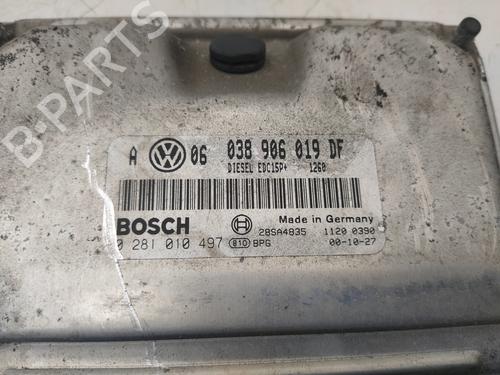 B-PARTS
A 06 038 906 019 DF
DIESEL EDC15P+ 1260
BOSCH Made in Germany
0 281 010 497 810 BPG 28SA4835 1120 0390
00-10-27